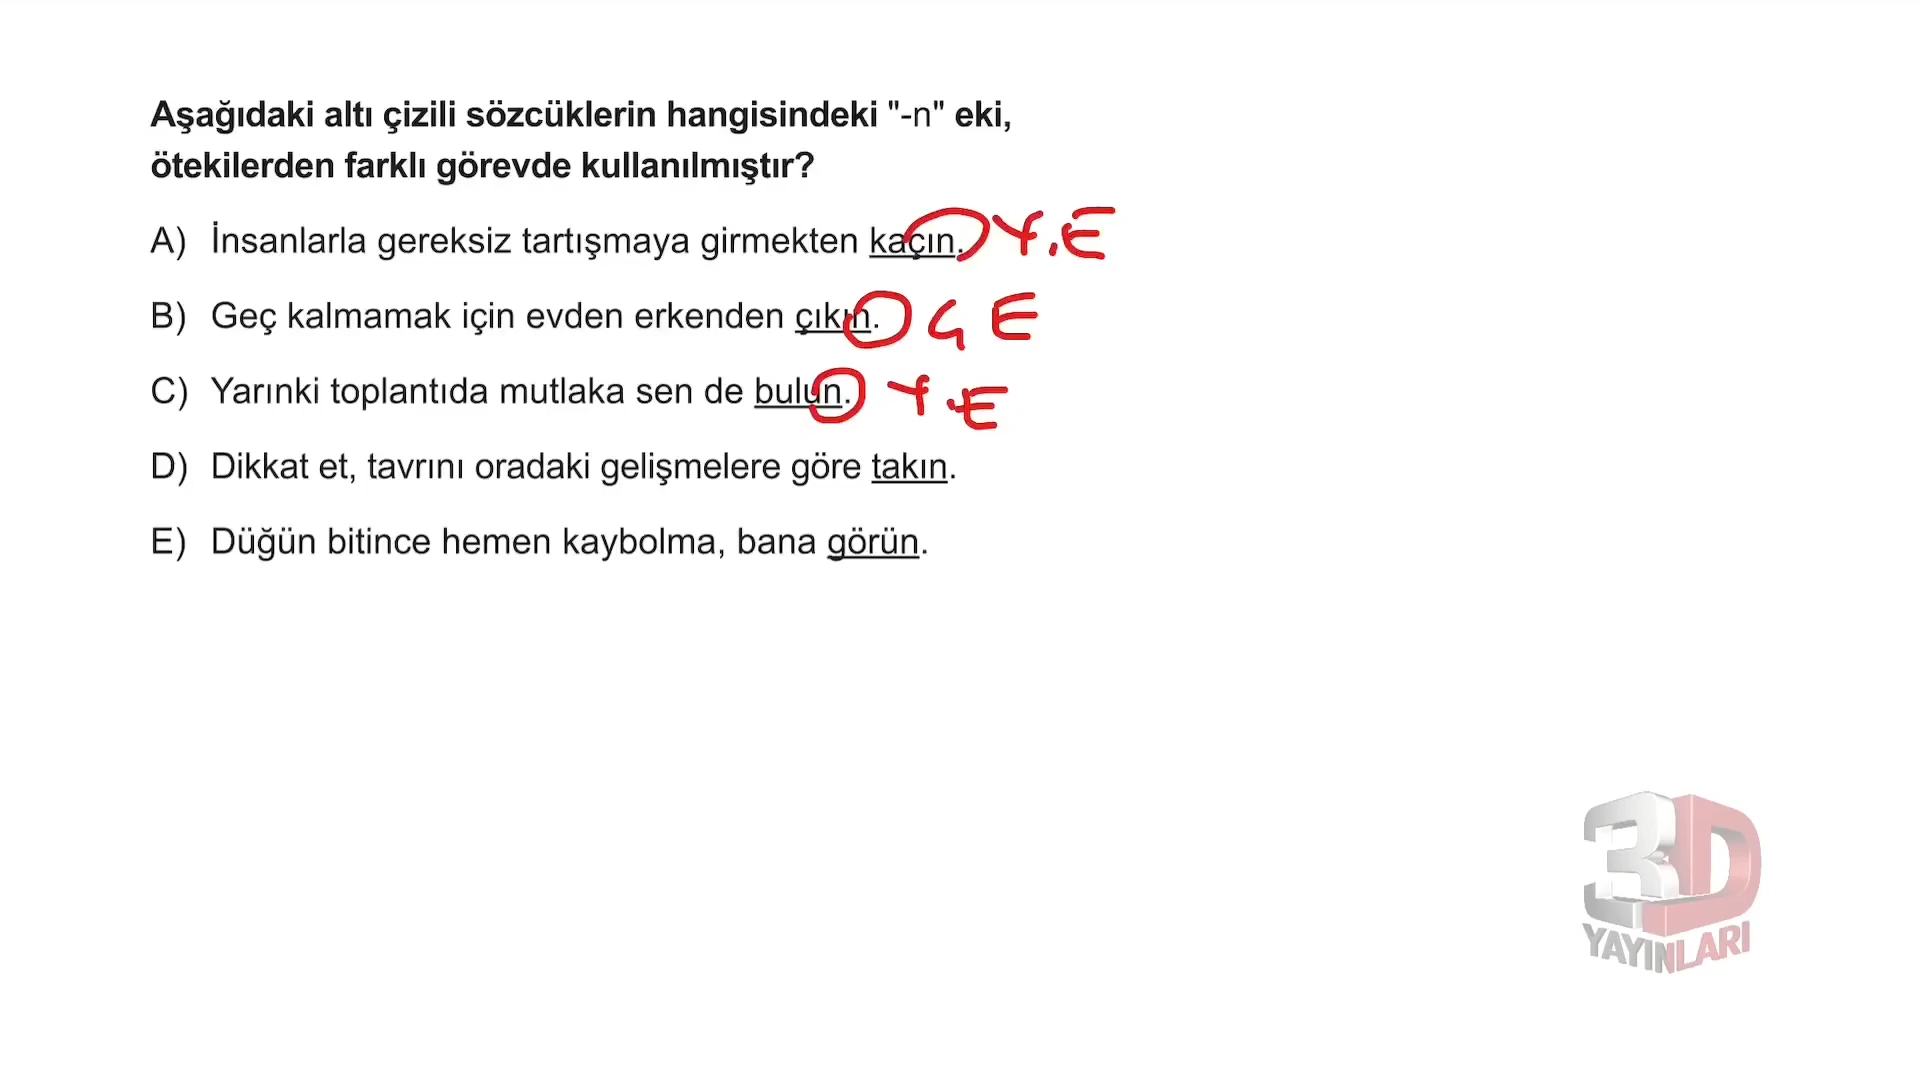 Aşağıdaki altı çizili sözcüklerin hangisindeki "-n" eki,
ötekilerden farklı görevde kullanılmıştır?
A) İnsanlarla gereksiz tartışmaya girmekten kaçın. Y.E
B) Geç kalmamak için evden erkenden çıkın. Ç E
C) Yarınki toplantıda mutlaka sen de bulun. Y.E
D) Dikkat et, tavrını oradaki gelişmelere göre takın.
E) Düğün bitince hemen kaybolma, bana görün.
3D
YAYINLARI